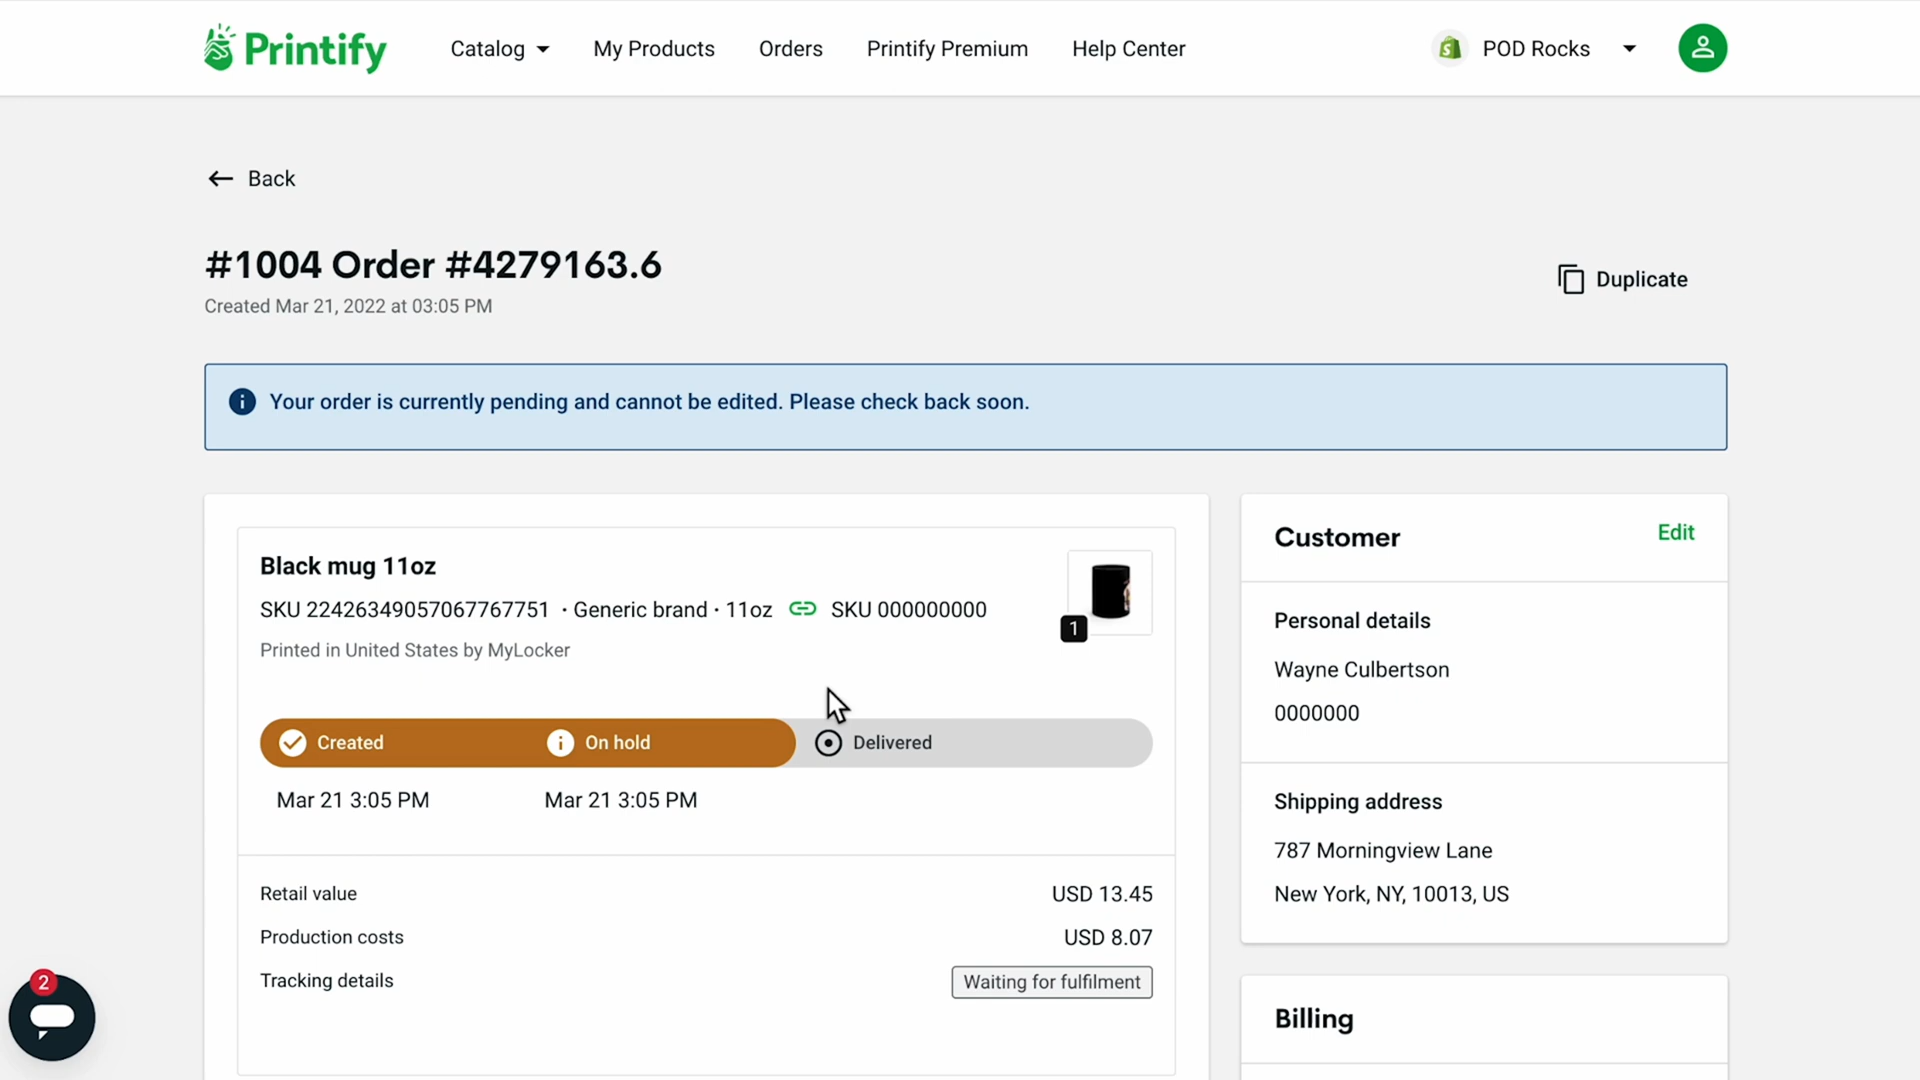 Printify
Catalog
My Products
Orders
Printify Premium
Help Center
POD Rocks
Back
#1004 Order #4279163.6
Created Mar 21, 2022 at 03:05 PM
Duplicate
Your order is currently pending and cannot be edited. Please check back soon.
Black mug 11oz
SKU 22426349057067767751 · Generic brand · 11oz SKU 000000000
Printed in United States by MyLocker
1
Created
On hold
Delivered
Mar 21 3:05 PM
Mar 21 3:05 PM
Retail value USD 13.45
Production costs USD 8.07
Tracking details Waiting for fulfilment
Customer
Edit
Personal details
Wayne Culbertson
0000000
Shipping address
787 Morningview Lane
New York, NY, 10013, US
Billing
2